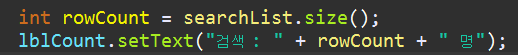 int rowCount = searchList.size();
lblCount.setText("검색 : " + rowCount + " 명");